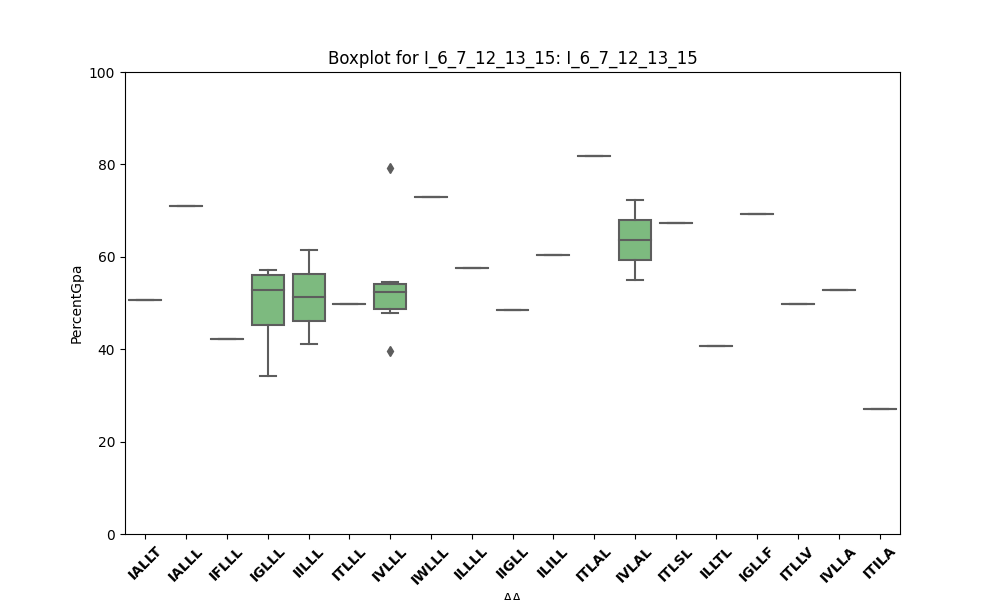 Boxplot for I_6_7_12_13_15: I_6_7_12_13_15
100
80
60
40
20
0
PercentGpa
IALLT
IALLL
IFLLL
IGLLL
IILLL
ITLLL
IVLLL
IWLLL
ILLLL
IIGLL
ILILL
ITLAL
IVLAL
ITLSL
ILLTL
IGLLF
ITLLV
IVLLA
ITILA
AA